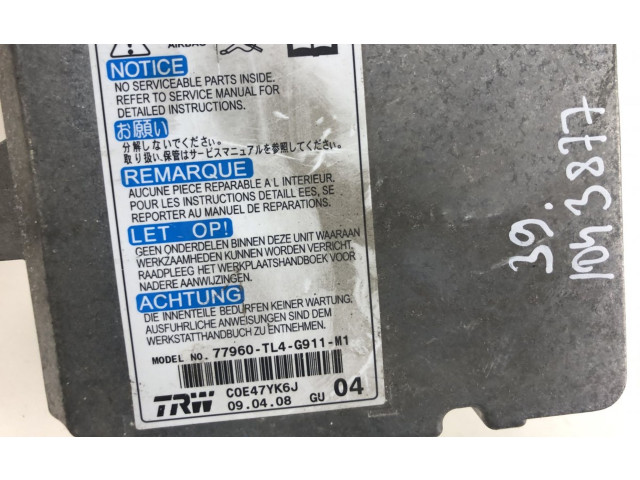 AIRBAG
NOTICE
NO SERVICEABLE PARTS INSIDE.
REFER TO SERVICE MANUAL FOR
DETAILED INSTRUCTIONS.
お願い
分解しないでください。
取り扱い、保管はサービスマニュアルを参照してください。
REMARQUE
AUCUNE PIECE REPARABLE A L INTERIEUR.
POUR LES INSTRUCTIONS DETAILL EES, SE
REPORTER AU MANUEL DE REPARATIONS.
LET OP!
GEEN ONDERDELEN BINNEN DEZE UNIT WAARAAN
WERKZAAMHEDEN KUNNEN WORDEN VERRICHT.
RAADPLEEG HET WERKPLAATSHANDBOEK VOOR
NADERE AANWIJZINGEN.
ACHTUNG
DIE INNENTEILE BEDÜRFEN KEINER WARTUNG.
AUSFÜHRLICHE ANWEISUNGEN SIND DEM
WERKSTATTHANDBUCH ZU ENTNEHMEN.
MODEL NO. 77960-TL4-G911-M1
TRW C0E47YK6J
09.04.08 GU 04
39.
1043877